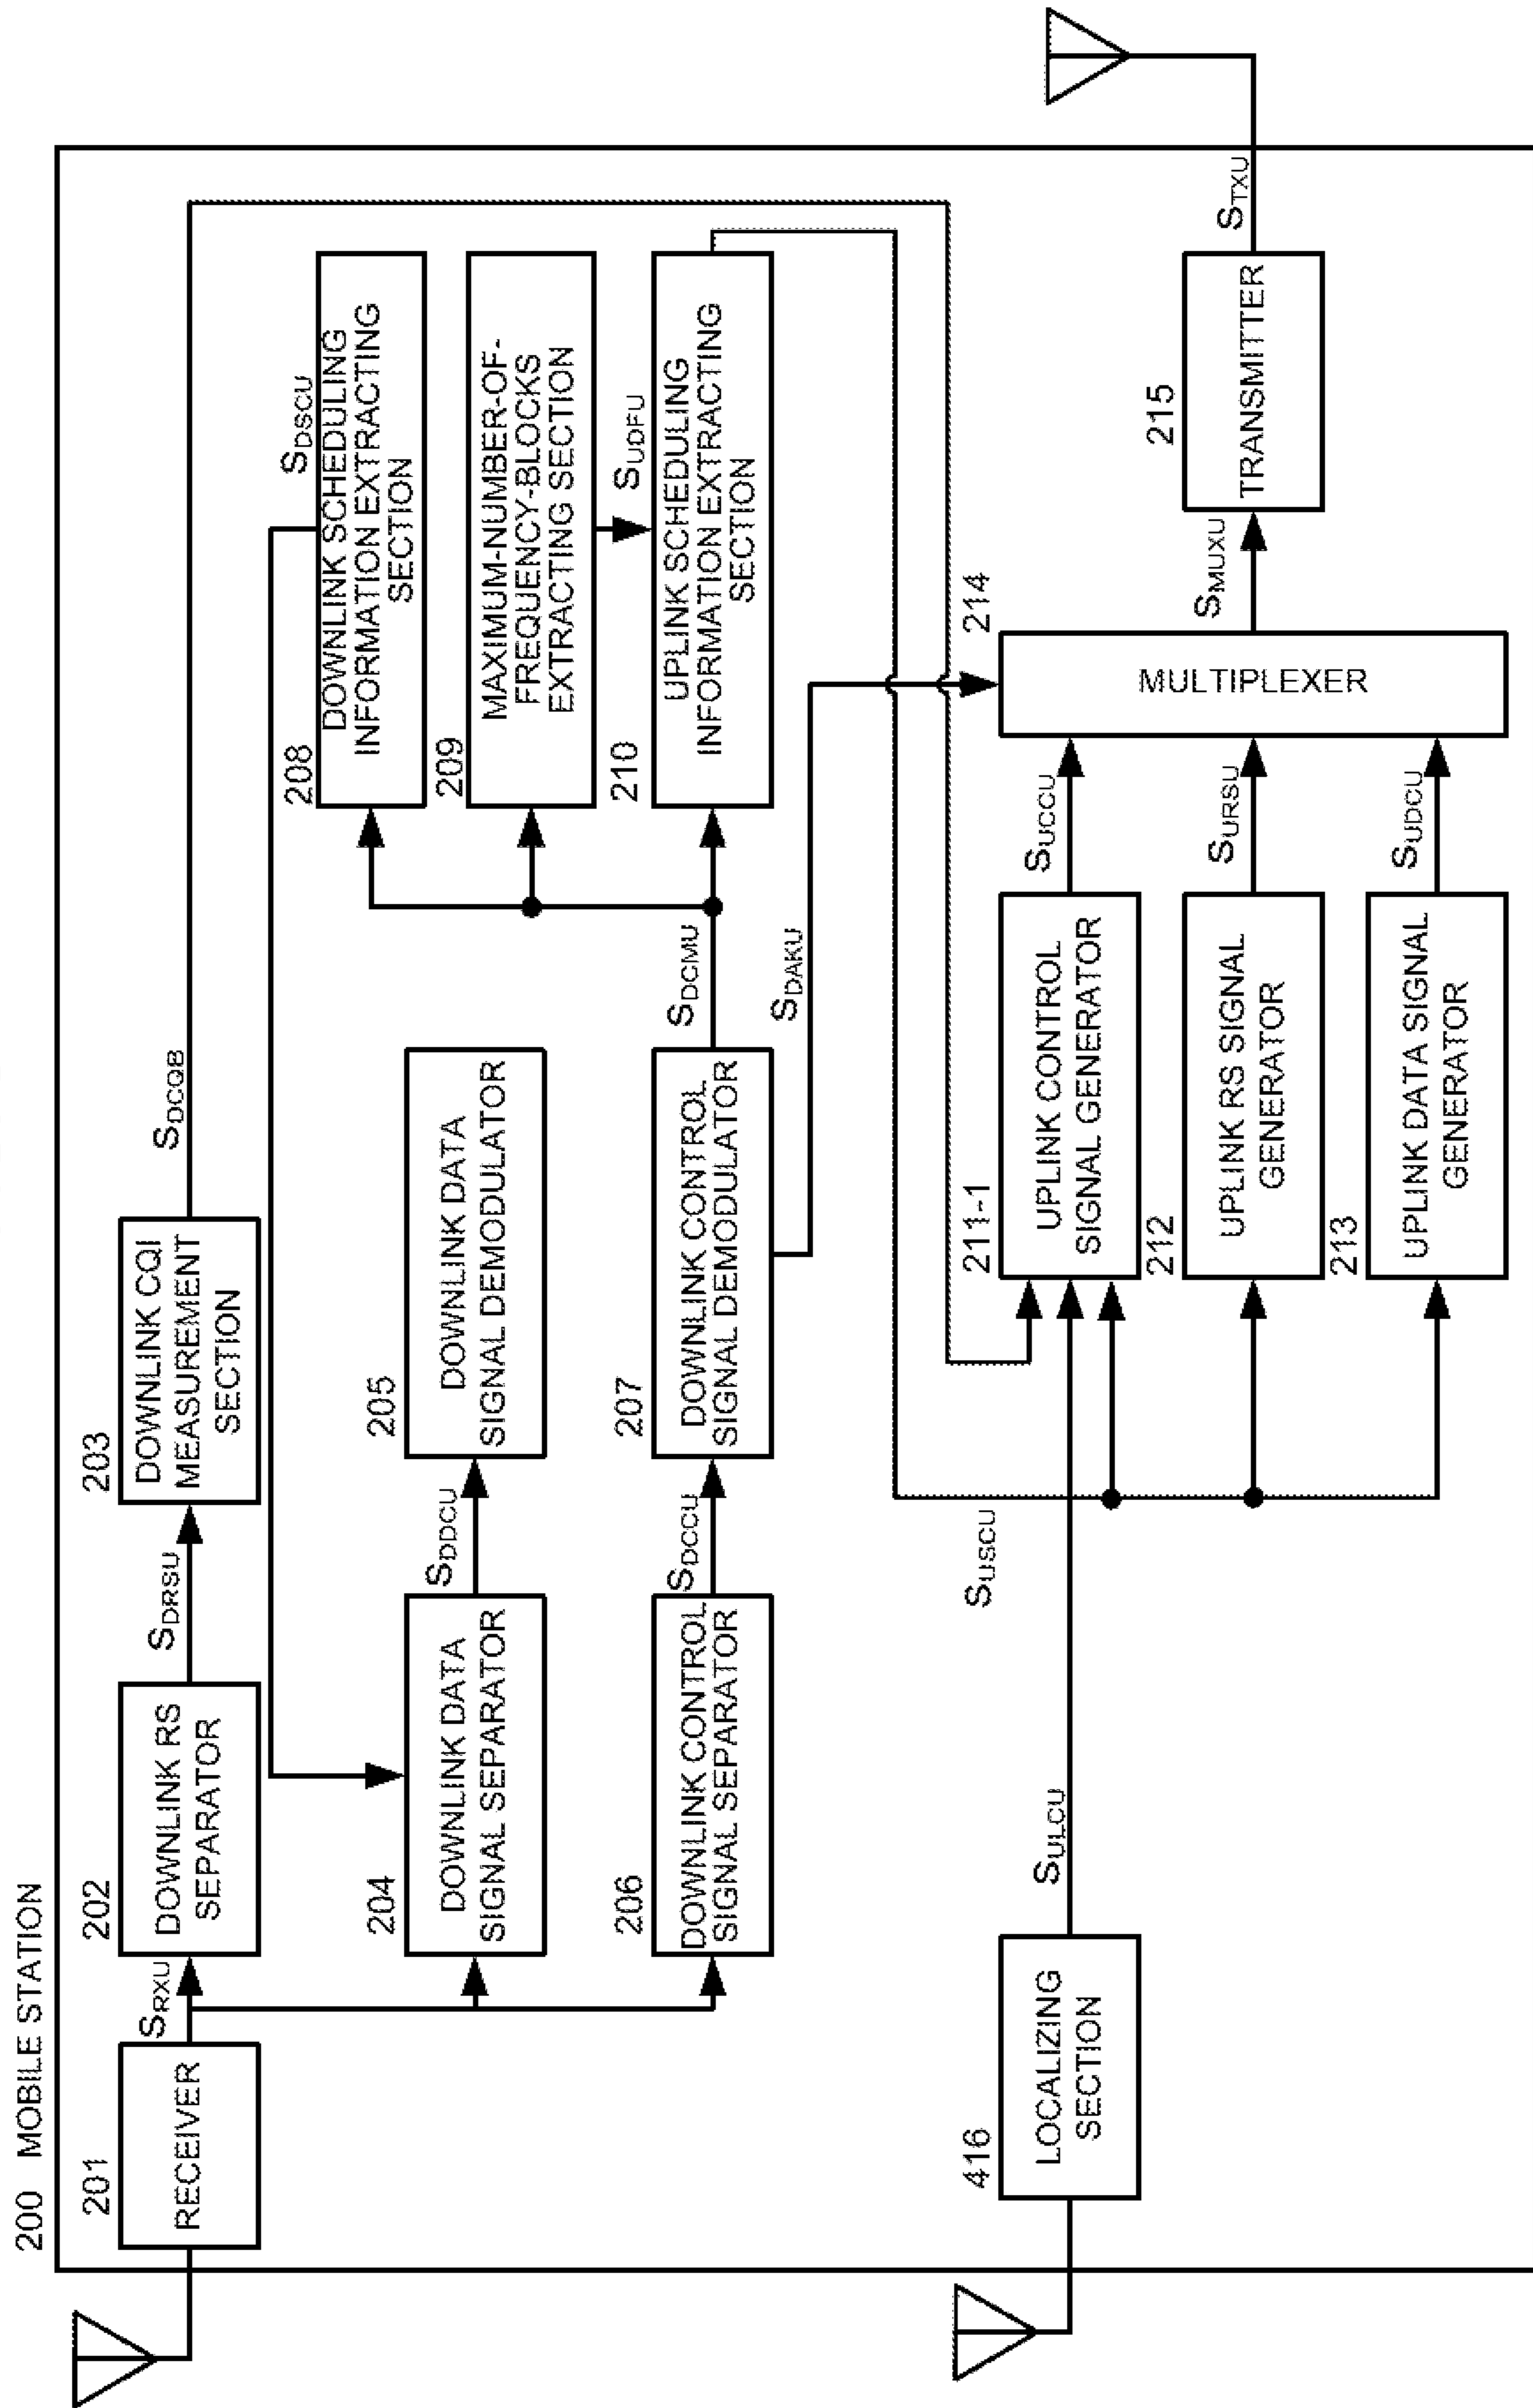 200 MOBILE STATION
201
RECEIVER
SRXU
202
DOWNLINK RS
SEPARATOR
SDRSU
203
DOWNLINK CQI
MEASUREMENT
SECTION
SDCQB
204
DOWNLINK DATA
SIGNAL SEPARATOR
SDDCU
205
DOWNLINK DATA
SIGNAL DEMODULATOR
206
DOWNLINK CONTROL
SIGNAL SEPARATOR
SDCCU
207
DOWNLINK CONTROL
SIGNAL DEMODULATOR
SDCMU
SDAKU
208
DOWNLINK SCHEDULING
INFORMATION EXTRACTING
SECTION
SDSCU
209
MAXIMUM-NUMBER-OF-
FREQUENCY-BLOCKS
EXTRACTING SECTION
SUDFU
210
UPLINK SCHEDULING
INFORMATION EXTRACTING
SECTION
416
LOCALIZING
SECTION
SULCU
SUSCU
211-1
UPLINK CONTROL
SIGNAL GENERATOR
SUCCU
212
UPLINK RS SIGNAL
GENERATOR
SURSU
213
UPLINK DATA SIGNAL
GENERATOR
SUDCU
214
MULTIPLEXER
SMUXU
215
TRANSMITTER
STXU